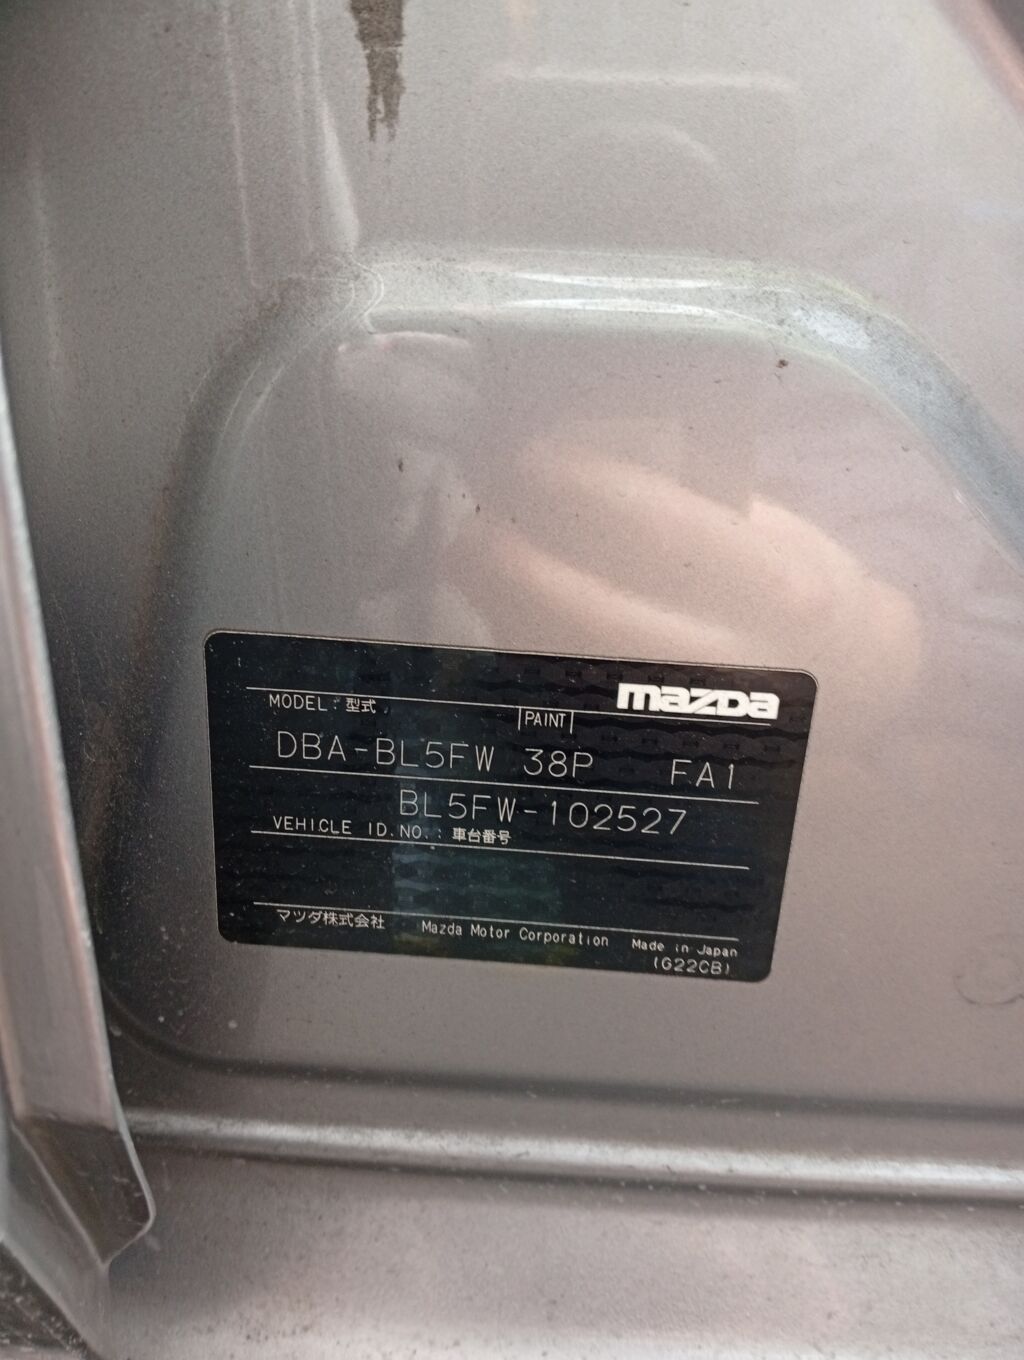 mazda
MODEL : 型式 PAINT
DBA-BL5FW 38P FA1
BL5FW-102527
VEHICLE ID.NO. : 車台番号
マツダ株式会社 Mazda Motor Corporation Made in Japan
(G22CB)